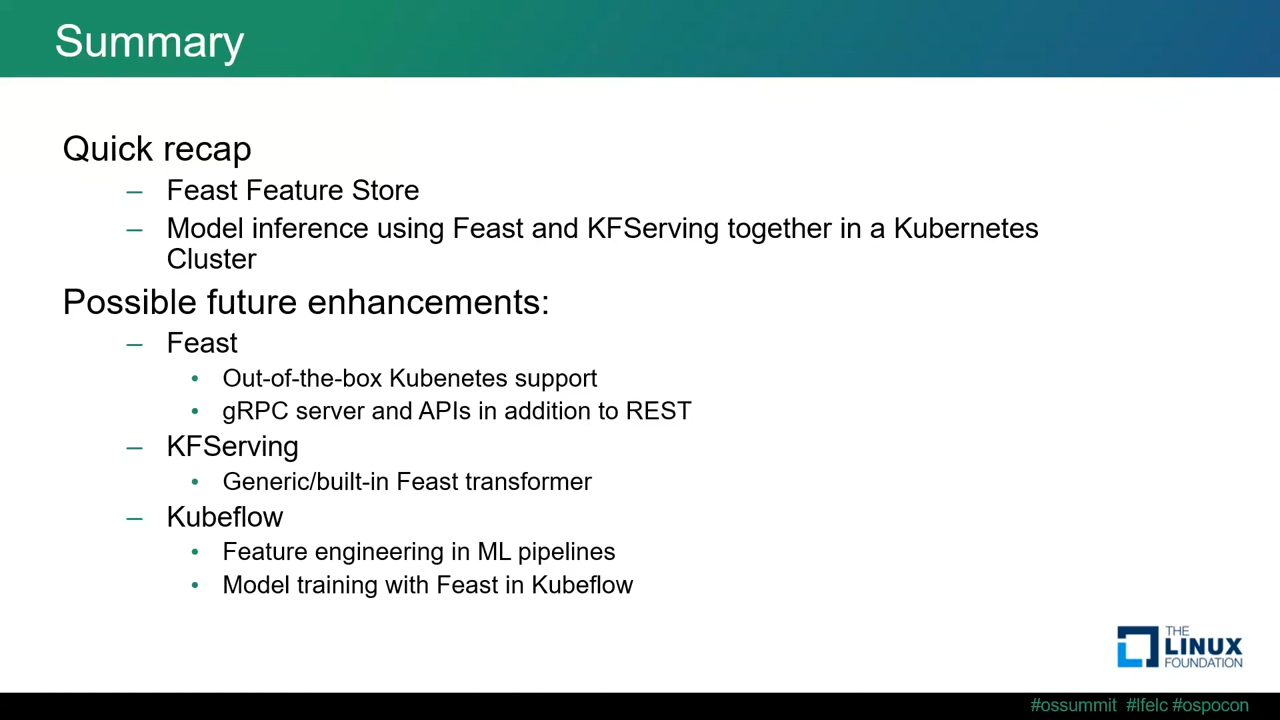 Summary
Quick recap
– Feast Feature Store
– Model inference using Feast and KFServing together in a Kubernetes
Cluster
Possible future enhancements:
– Feast
• Out-of-the-box Kubenetes support
• gRPC server and APIs in addition to REST
– KFServing
• Generic/built-in Feast transformer
– Kubeflow
• Feature engineering in ML pipelines
• Model training with Feast in Kubeflow
THE
LINUX
FOUNDATION
#ossummit #lfelc #ospocon